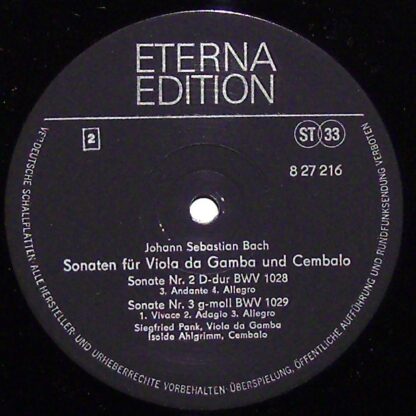 ETERNA
EDITION
2
ST 33
8 27 216
Johann Sebastian Bach
Sonaten für Viola da Gamba und Cembalo
Sonate Nr. 2 D-dur BWV 1028
3. Andante 4. Allegro
Sonate Nr. 3 g-moll BWV 1029
1. Vivace 2. Adagio 3. Allegro
Siegfried Pank, Viola da Gamba
Isolde Ahlgrimm, Cembalo
DEUTSCHE SCHALLPLATTEN · ALLE HERSTELLER- UND URHEBERRECHTE VORBEHALTEN · ÜBERSPIELUNG, ÖFFENTLICHE AUFFÜHRUNG UND RUNDFUNKSENDUNG VERBOTEN